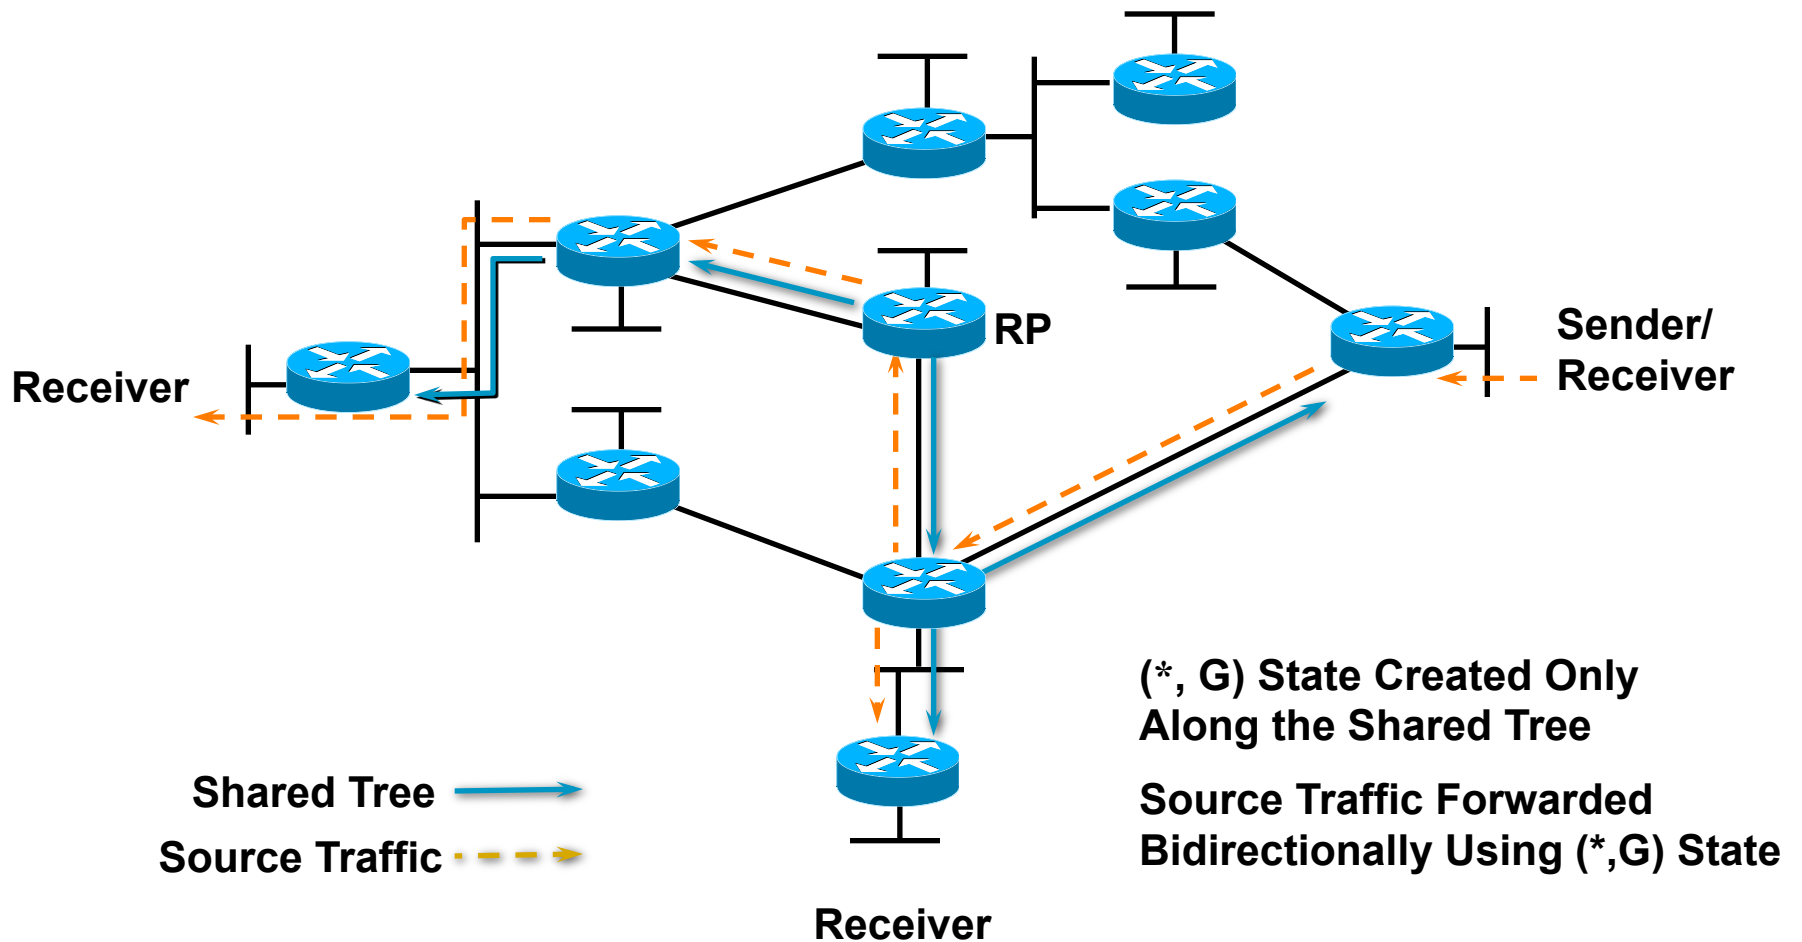 RP
Sender/
Receiver
Receiver
(*, G) State Created Only
Along the Shared Tree
Source Traffic Forwarded
Bidirectionally Using (*,G) State
Shared Tree
Source Traffic
Receiver